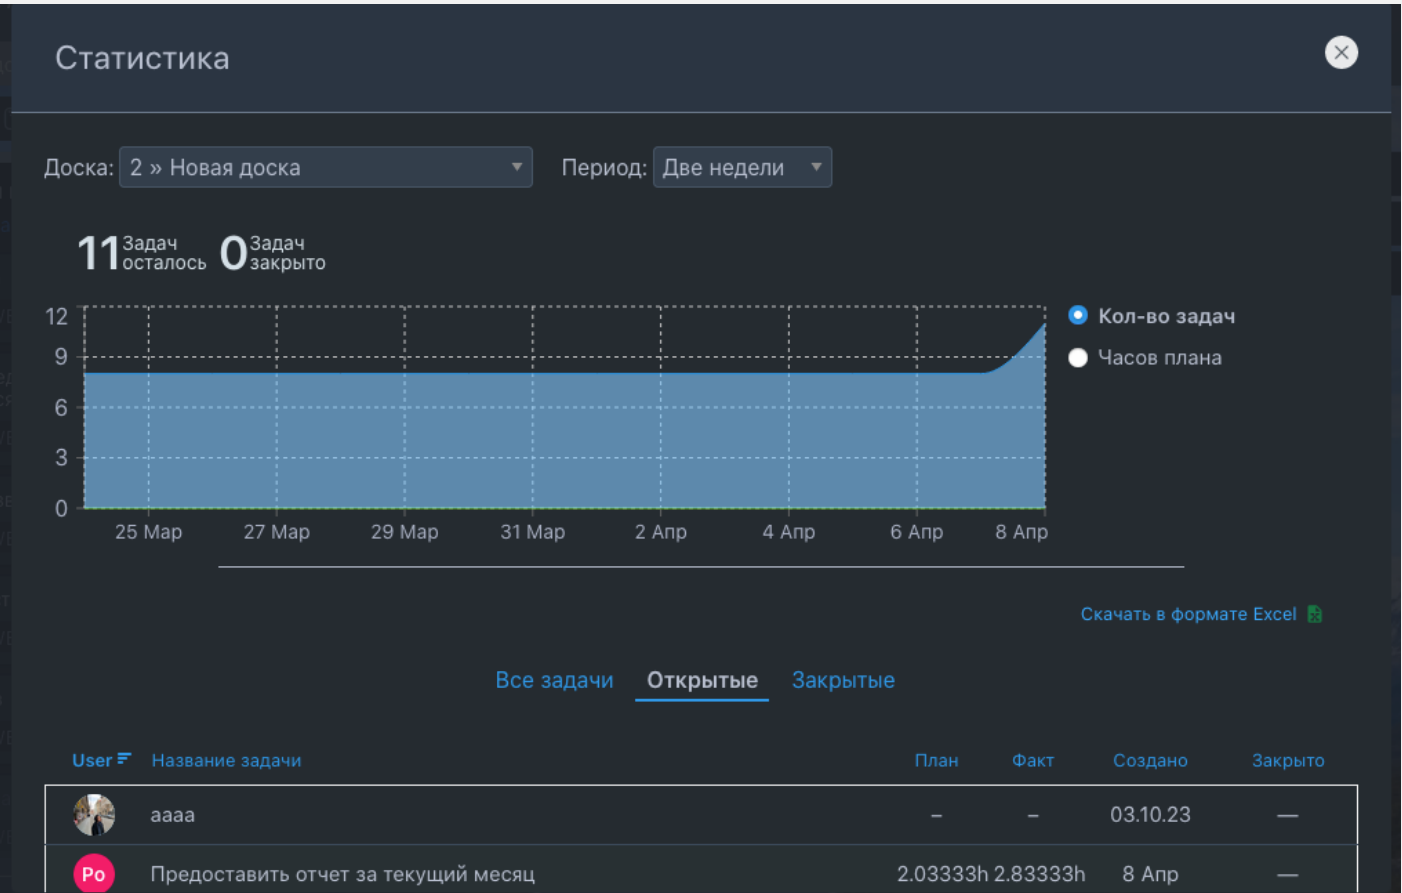 Статистика
Доска: 2 » Новая доска Период: Две недели
11 Задач осталось 0 Задач закрыто
12
9
6
3
0
25 Мар 27 Мар 29 Мар 31 Мар 2 Апр 4 Апр 6 Апр 8 Апр
Кол-во задач
Часов плана
Скачать в формате Excel
Все задачи Открытые Закрытые
User Название задачи План Факт Создано Закрыто
аааа – – 03.10.23 —
Po Предоставить отчет за текущий месяц 2.03333h 2.83333h 8 Апр —